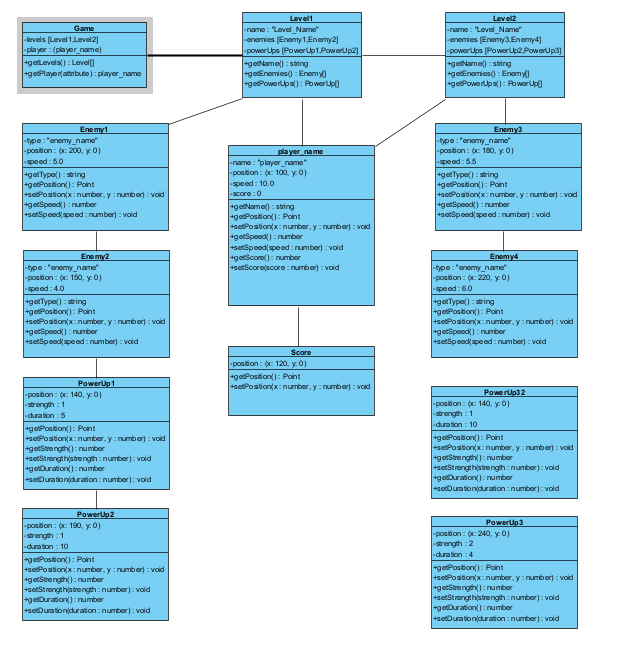 Game
-levels [Level1,Level2]
-player : (player_name)
+getLevels() : Level[]
+getPlayer(attribute) : player_name
Level1
-name : "Level_Name"
-enemies [Enemy1,Enemy2]
-powerUps [PowerUp1,PowerUp2]
+getName() : string
+getEnemies() : Enemy[]
+getPowerUps() : PowerUp[]
Level2
-name : "Level_Name"
-enemies [Enemy3,Enemy4]
-powerUps [PowerUp2,PowerUp3]
+getName() : string
+getEnemies() : Enemy[]
+getPowerUps() : PowerUp[]
Enemy1
-type : "enemy_name"
-position : (x: 200, y: 0)
-speed : 5.0
+getType() : string
+getPosition() : Point
+setPosition(x : number, y : number) : void
+getSpeed() : number
+setSpeed(speed : number) : void
player_name
-name : "player_name"
-position : (x: 100, y: 0)
-speed : 10.0
-score : 0
+getName() : string
+getPosition() : Point
+setPosition(x : number, y : number) : void
+getSpeed() : number
+setSpeed(speed : number) : void
+getScore() : number
+setScore(score : number) : void
Enemy3
-type : "enemy_name"
-position : (x: 180, y: 0)
-speed : 5.5
+getType() : string
+getPosition() : Point
+setPosition(x : number, y : number) : void
+getSpeed() : number
+setSpeed(speed : number) : void
Enemy2
-type : "enemy_name"
-position : (x: 150, y: 0)
-speed : 4.0
+getType() : string
+getPosition() : Point
+setPosition(x : number, y : number) : void
+getSpeed() : number
+setSpeed(speed : number) : void
Enemy4
-type : "enemy_name"
-position : (x: 220, y: 0)
-speed : 6.0
+getType() : string
+getPosition() : Point
+setPosition(x : number, y : number) : void
+getSpeed() : number
+setSpeed(speed : number) : void
Score
-position : (x: 120, y: 0)
+getPosition() : Point
+setPosition(x : number, y : number) : void
PowerUp1
-position : (x: 140, y: 0)
-strength : 1
-duration : 5
+getPosition() : Point
+setPosition(x : number, y : number) : void
+getStrength() : number
+setStrength(strength : number) : void
+getDuration() : number
+setDuration(duration : number) : void
PowerUp32
-position : (x: 140, y: 0)
-strength : 1
-duration : 10
+getPosition() : Point
+setPosition(x : number, y : number) : void
+getStrength() : number
+setStrength(strength : number) : void
+getDuration() : number
+setDuration(duration : number) : void
PowerUp2
-position : (x: 190, y: 0)
-strength : 1
-duration : 10
+getPosition() : Point
+setPosition(x : number, y : number) : void
+getStrength() : number
+setStrength(strength : number) : void
+getDuration() : number
+setDuration(duration : number) : void
PowerUp3
-position : (x: 240, y: 0)
-strength : 2
-duration : 4
+getPosition() : Point
+setPosition(x : number, y : number) : void
+getStrength() : number
+setStrength(strength : number) : void
+getDuration() : number
+setDuration(duration : number) : void